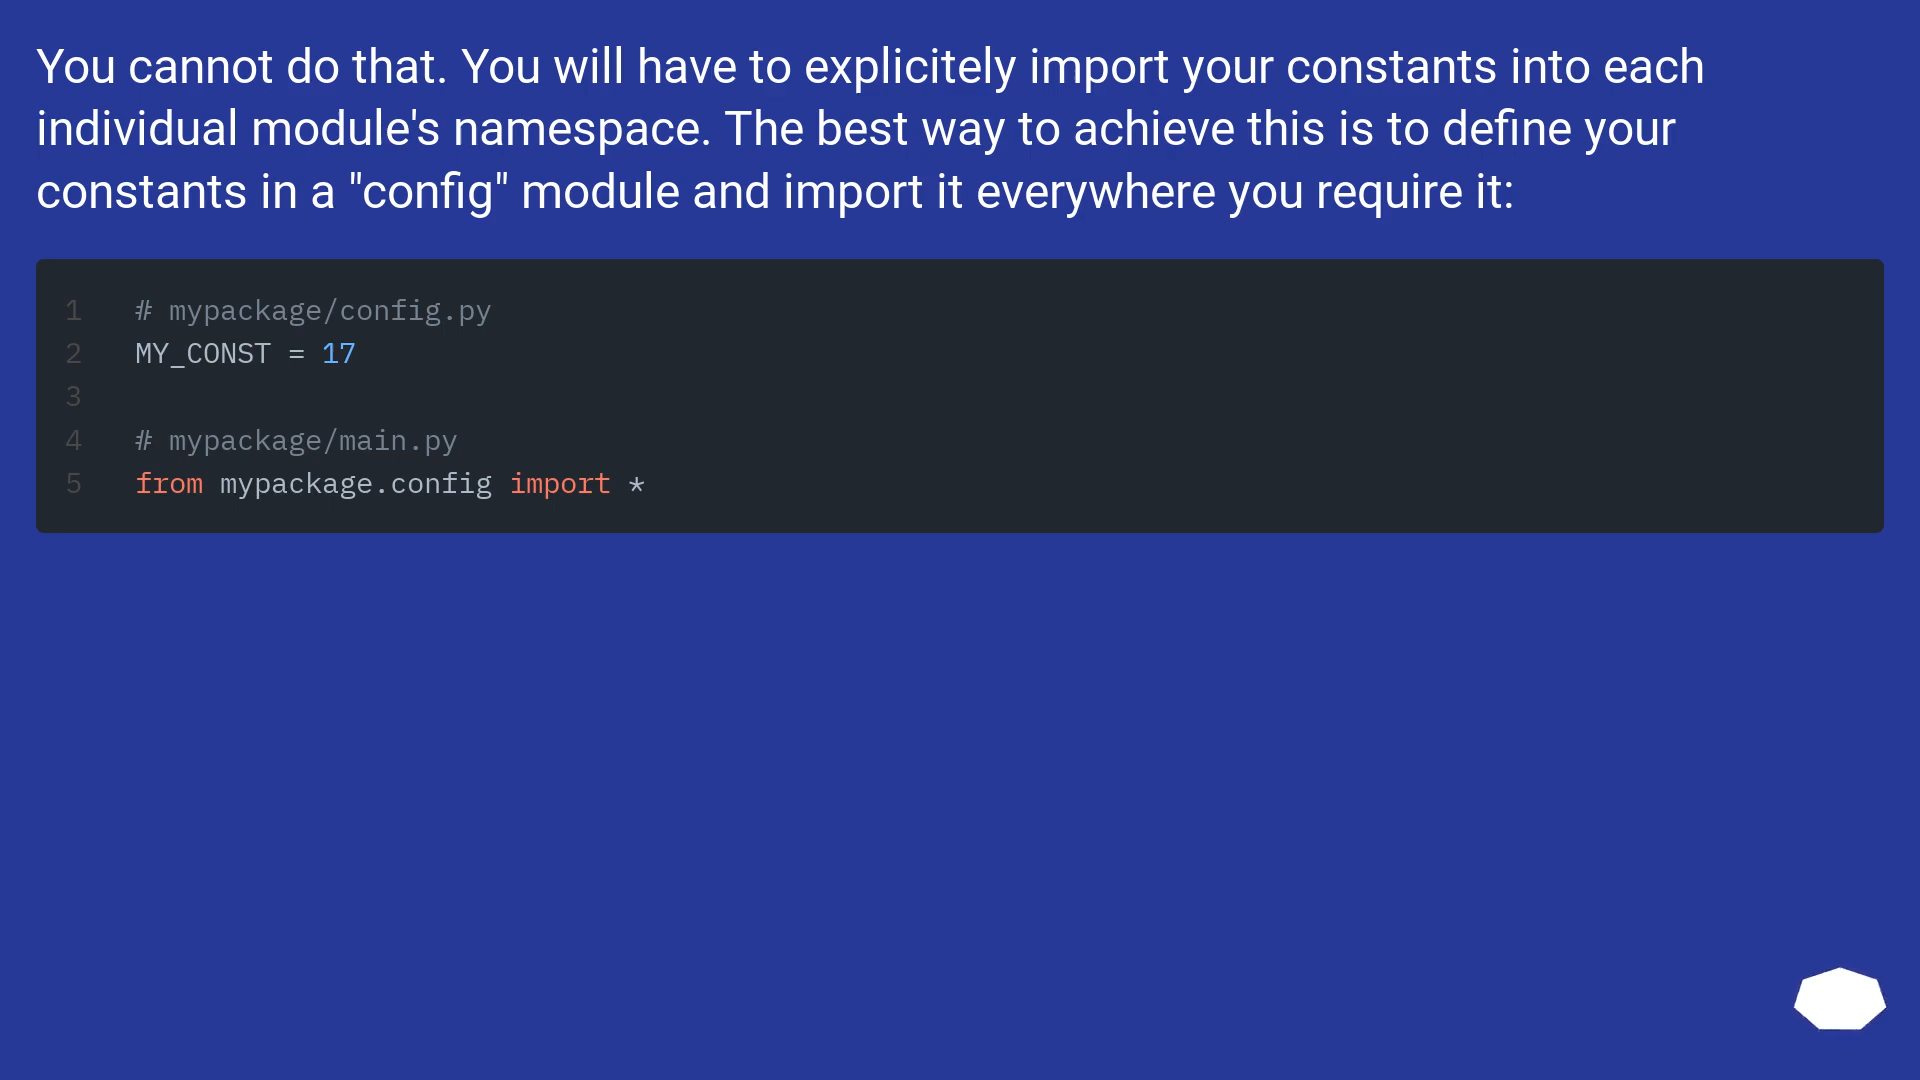 You cannot do that. You will have to explicitely import your constants into each
individual module's namespace. The best way to achieve this is to define your
constants in a "config" module and import it everywhere you require it:
1 # mypackage/config.py
2 MY_CONST = 17
3
4 # mypackage/main.py
5 from mypackage.config import *